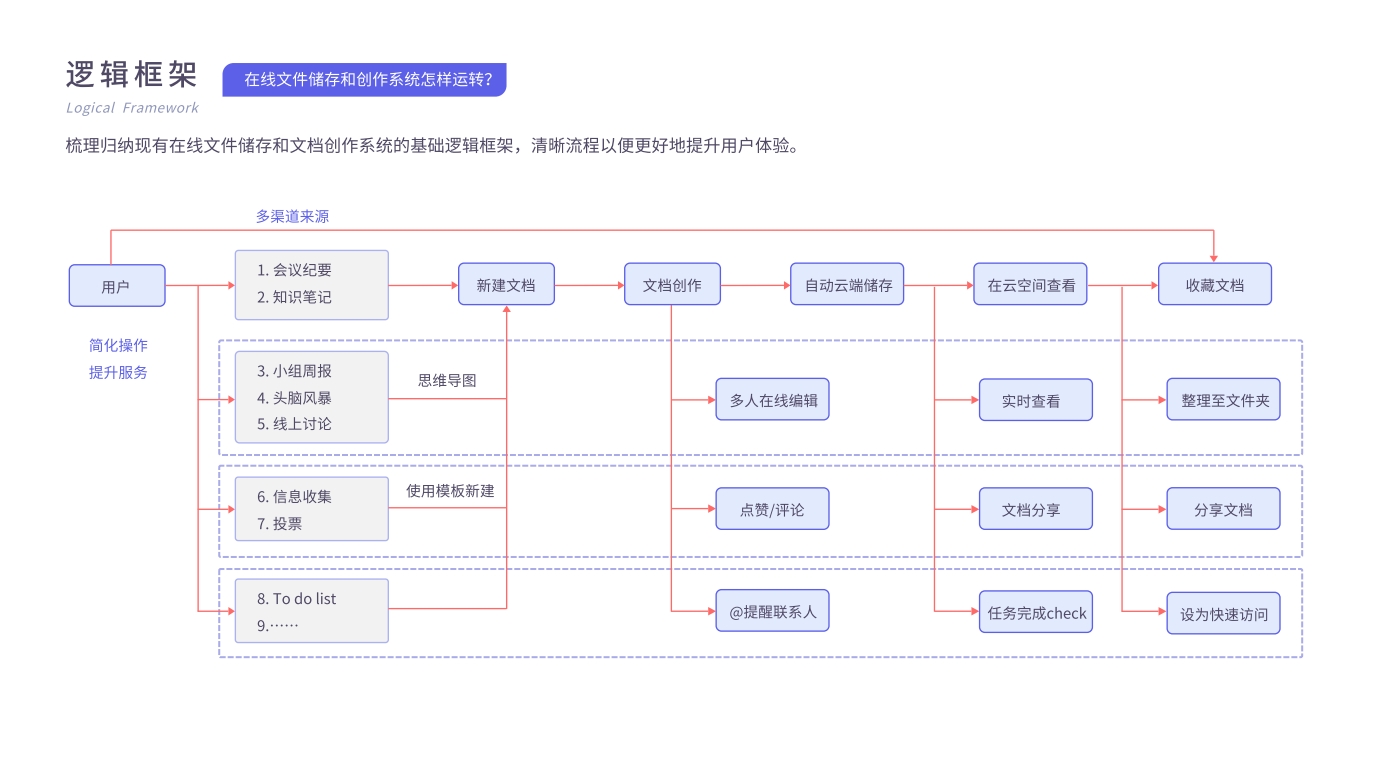 逻辑框架
在线文件储存和创作系统怎样运转?
Logical Framework
梳理归纳现有在线文件储存和文档创作系统的基础逻辑框架，清晰流程以便更好地提升用户体验。
多渠道来源
用户
1. 会议纪要
2. 知识笔记
新建文档
文档创作
自动云端储存
在云空间查看
收藏文档
简化操作
提升服务
3. 小组周报
4. 头脑风暴
5. 线上讨论
思维导图
多人在线编辑
实时查看
整理至文件夹
6. 信息收集
7. 投票
使用模板新建
点赞/评论
文档分享
分享文档
8. To do list
9.……
@提醒联系人
任务完成check
设为快速访问